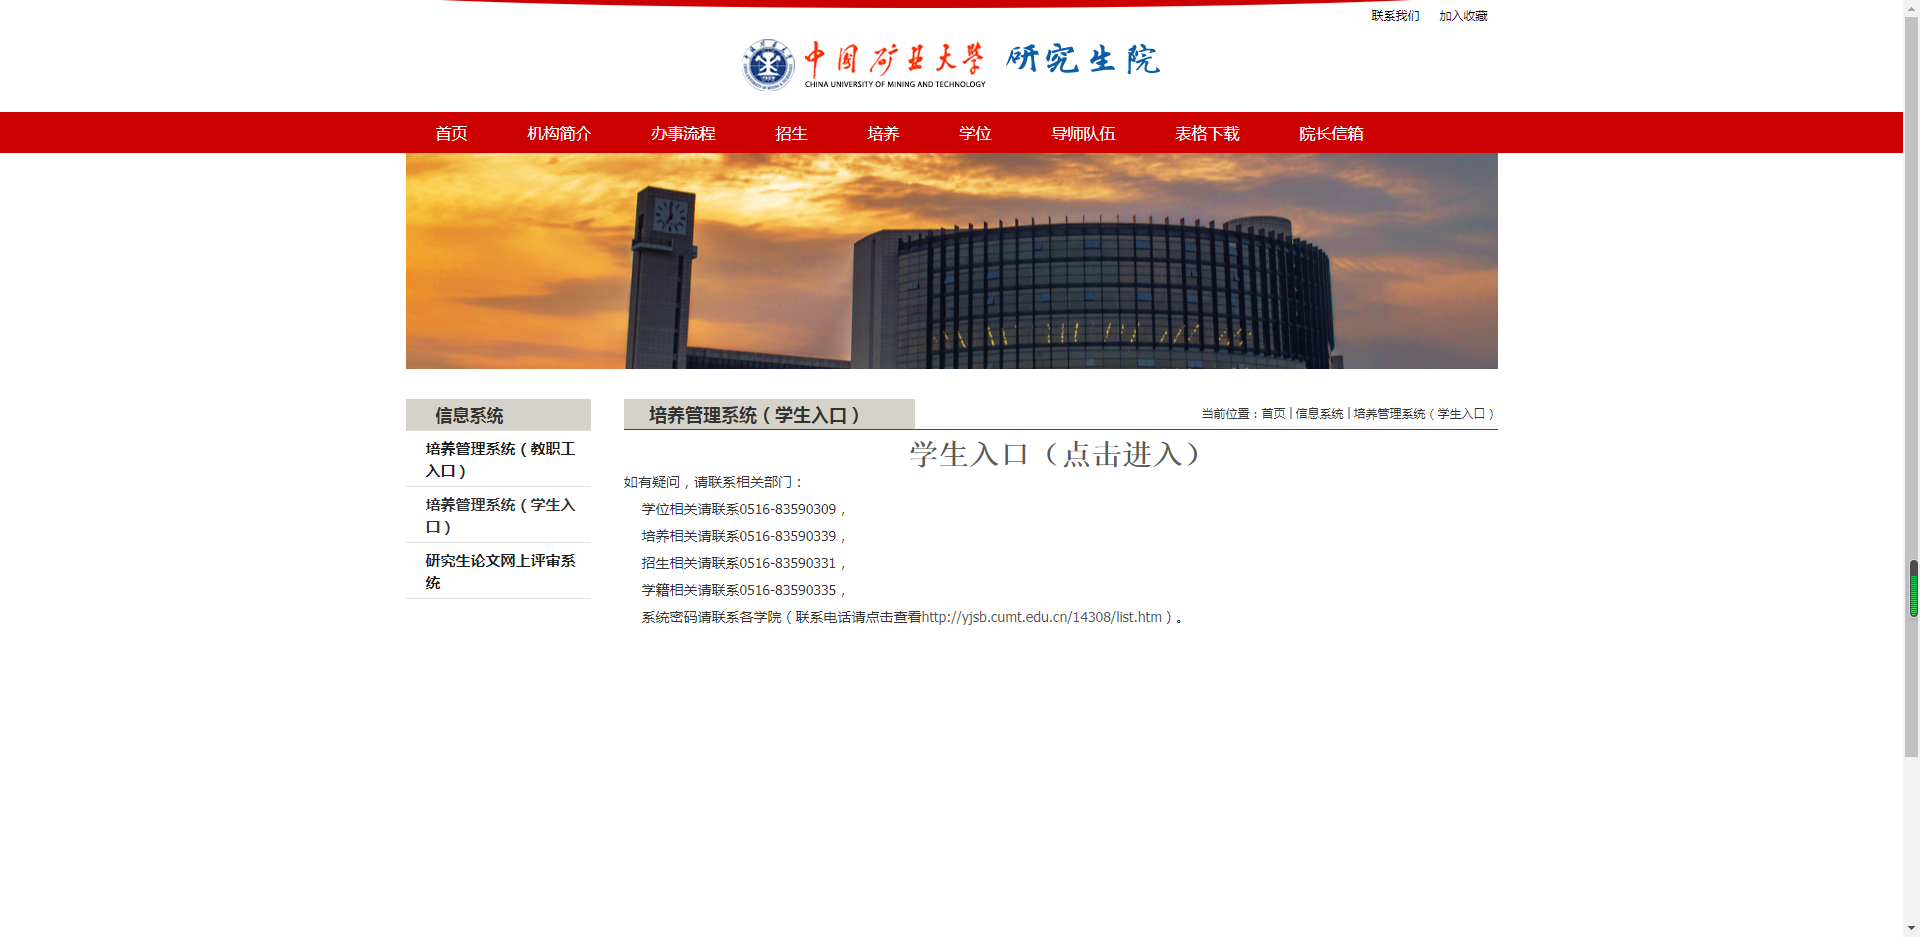 联系我们 加入收藏
中国矿业大学 研究生院
CHINA UNIVERSITY OF MINING AND TECHNOLOGY
首页 机构简介 办事流程 招生 培养 学位 导师队伍 表格下载 院长信箱
信息系统
培养管理系统（教职工
入口）
培养管理系统（学生入
口）
研究生论文网上评审系
统
培养管理系统（学生入口）
当前位置：首页 | 信息系统 | 培养管理系统（学生入口）
学生入口（点击进入）
如有疑问，请联系相关部门：
学位相关请联系0516-83590309，
培养相关请联系0516-83590339，
招生相关请联系0516-83590331，
学籍相关请联系0516-83590335，
系统密码请联系各学院（联系电话请点击查看http://yjsb.cumt.edu.cn/14308/list.htm）。